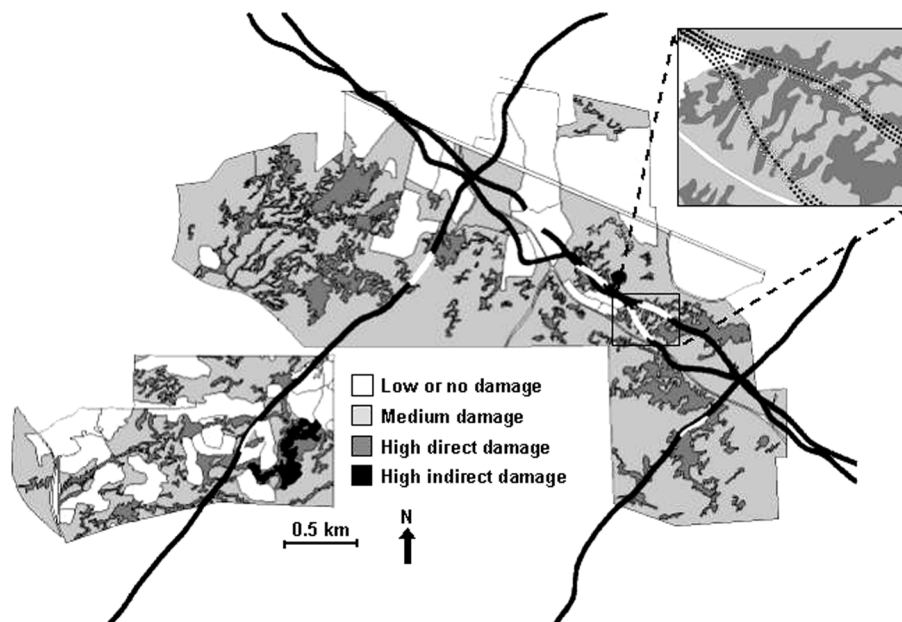 Low or no damage
Medium damage
High direct damage
High indirect damage
0.5 km
N